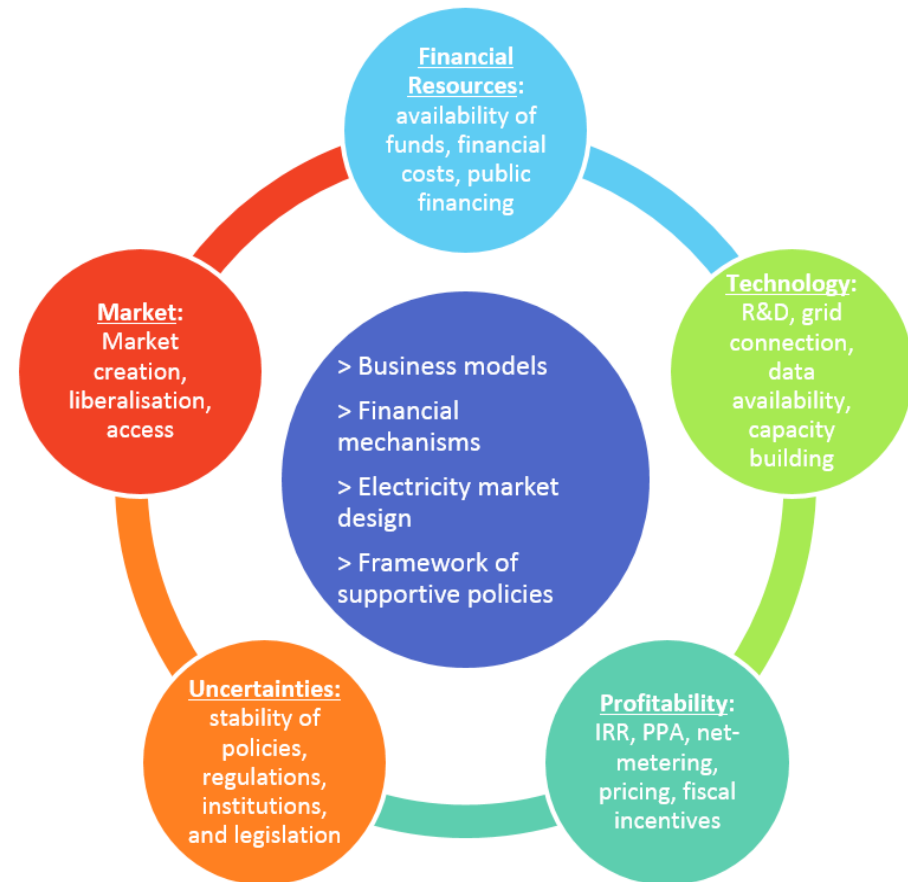 Financial
Resources:
availability of
funds, financial
costs, public
financing
Technology:
R&D, grid
connection,
data
availability,
capacity
building
Profitability:
IRR, PPA, net-
metering,
pricing, fiscal
incentives
Uncertainties:
stability of
policies,
regulations,
institutions,
and legislation
Market:
Market
creation,
liberalisation,
access
> Business models
> Financial
mechanisms
> Electricity market
design
> Framework of
supportive policies